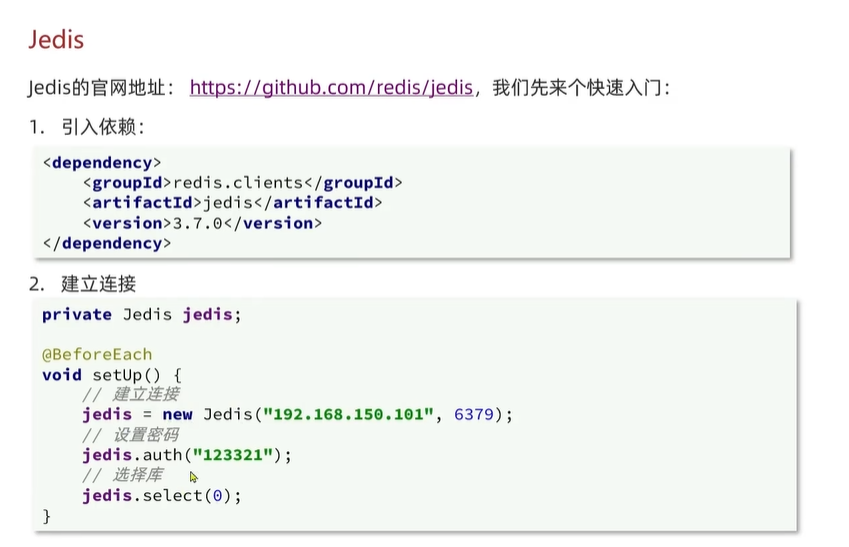 Jedis
Jedis的官网地址： https://github.com/redis/jedis，我们先来个快速入门：
1. 引入依赖：
<dependency>
    <groupId>redis.clients</groupId>
    <artifactId>jedis</artifactId>
    <version>3.7.0</version>
</dependency>
2. 建立连接
private Jedis jedis;
@BeforeEach
void setUp() {
    // 建立连接
    jedis = new Jedis("192.168.150.101", 6379);
    // 设置密码
    jedis.auth("123321");
    // 选择库
    jedis.select(0);
}